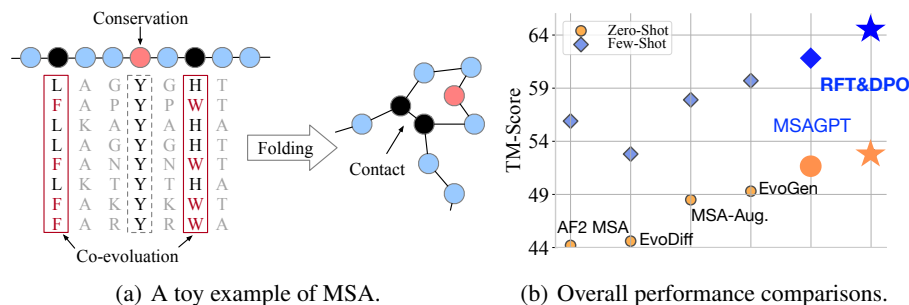 Conservation
L A G Y G H T
F A P Y P W T
L K A Y A H A
L A G Y G H T
F A N Y N W T
L K T Y T H A
F A K Y K W T
F A R Y R W A
Co-evoluation
Folding
Contact
(a) A toy example of MSA.
TM-Score
64
59
54
49
44
Zero-Shot
Few-Shot
RFT&DPO
MSAGPT
EvoGen
MSA-Aug.
AF2 MSA
EvoDiff
(b) Overall performance comparisons.